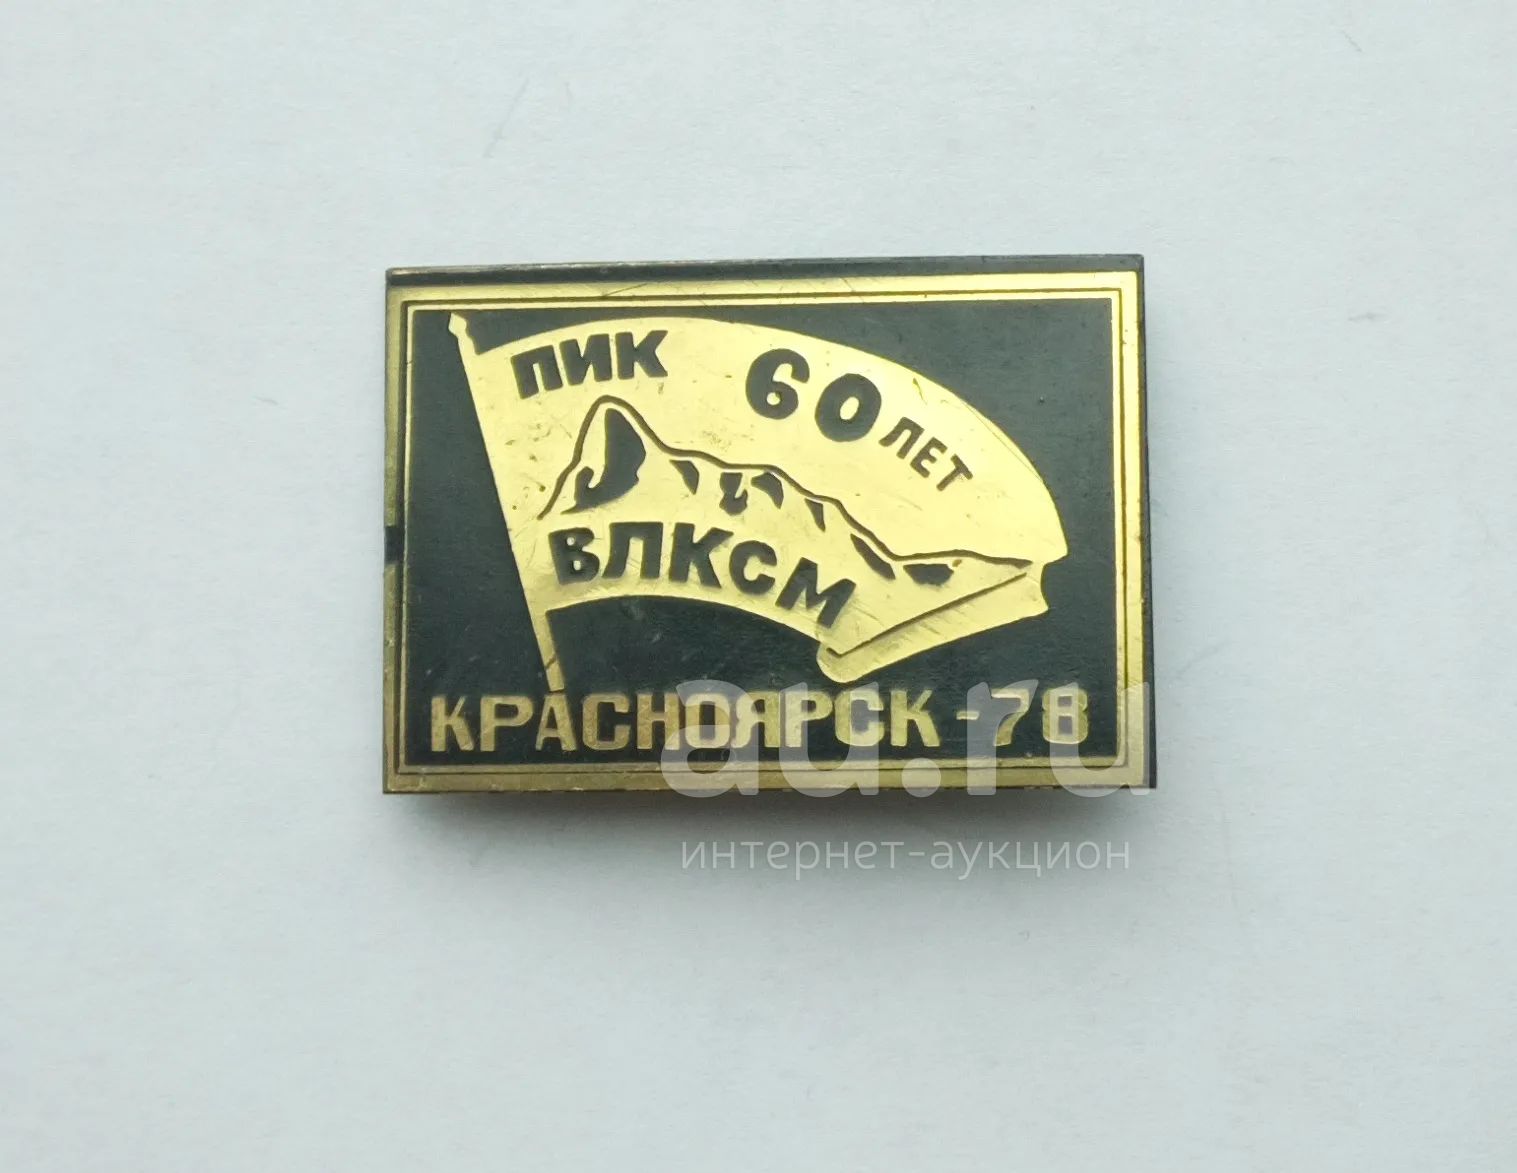 ПИК 60 ЛЕТ
ВЛКСМ
КРАСНОЯРСК-78
au.ru
интернет-аукцион